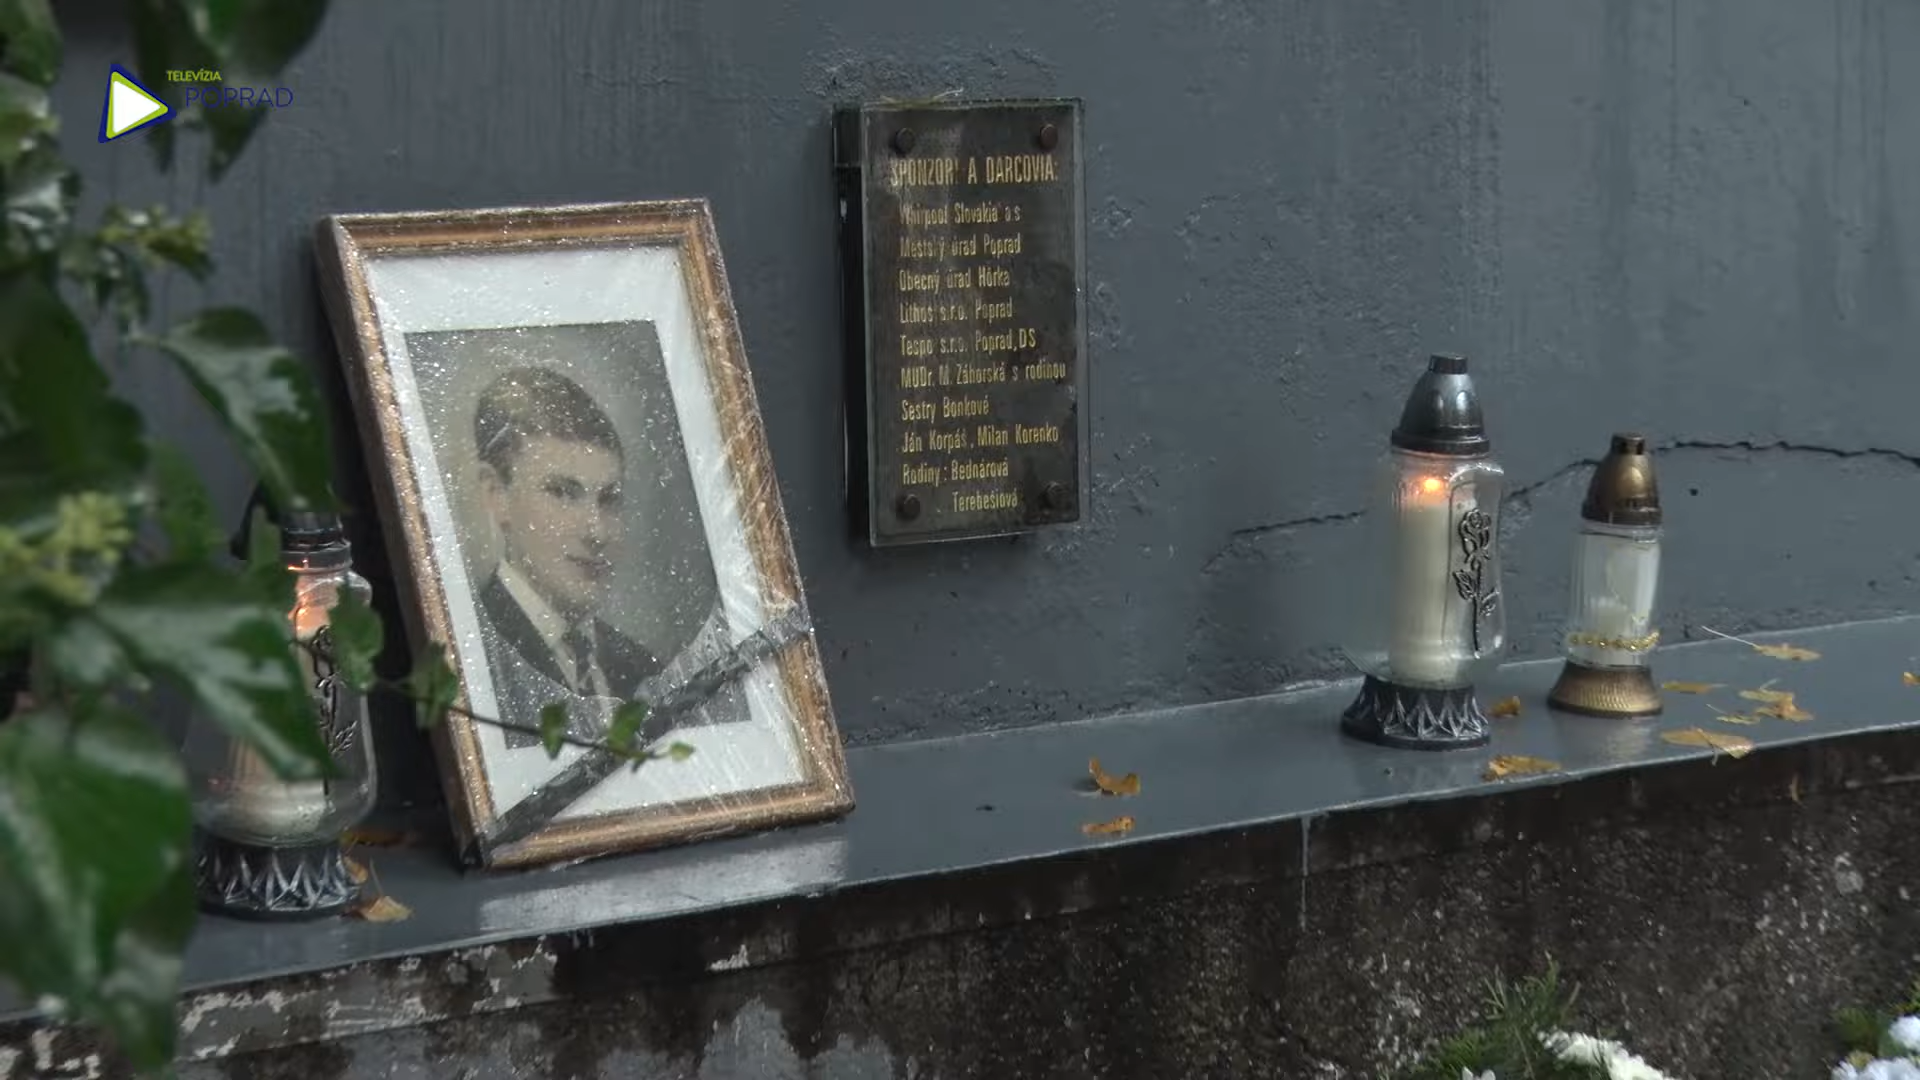 TELEVÍZIA
POPRAD
SPONZORI A DARCOVIA:
Whirpool Slovakia a s
Mestský úrad Poprad
Obecný úrad Hôrka
Lithos s.r.o. Poprad
Tespo s.r.o. Poprad, DS
MUDr. M. Záhorská s rodinou
Sestry Bonkové
Ján Korpáš, Milan Korenko
Rodiny: Bednárová
Terebešiová